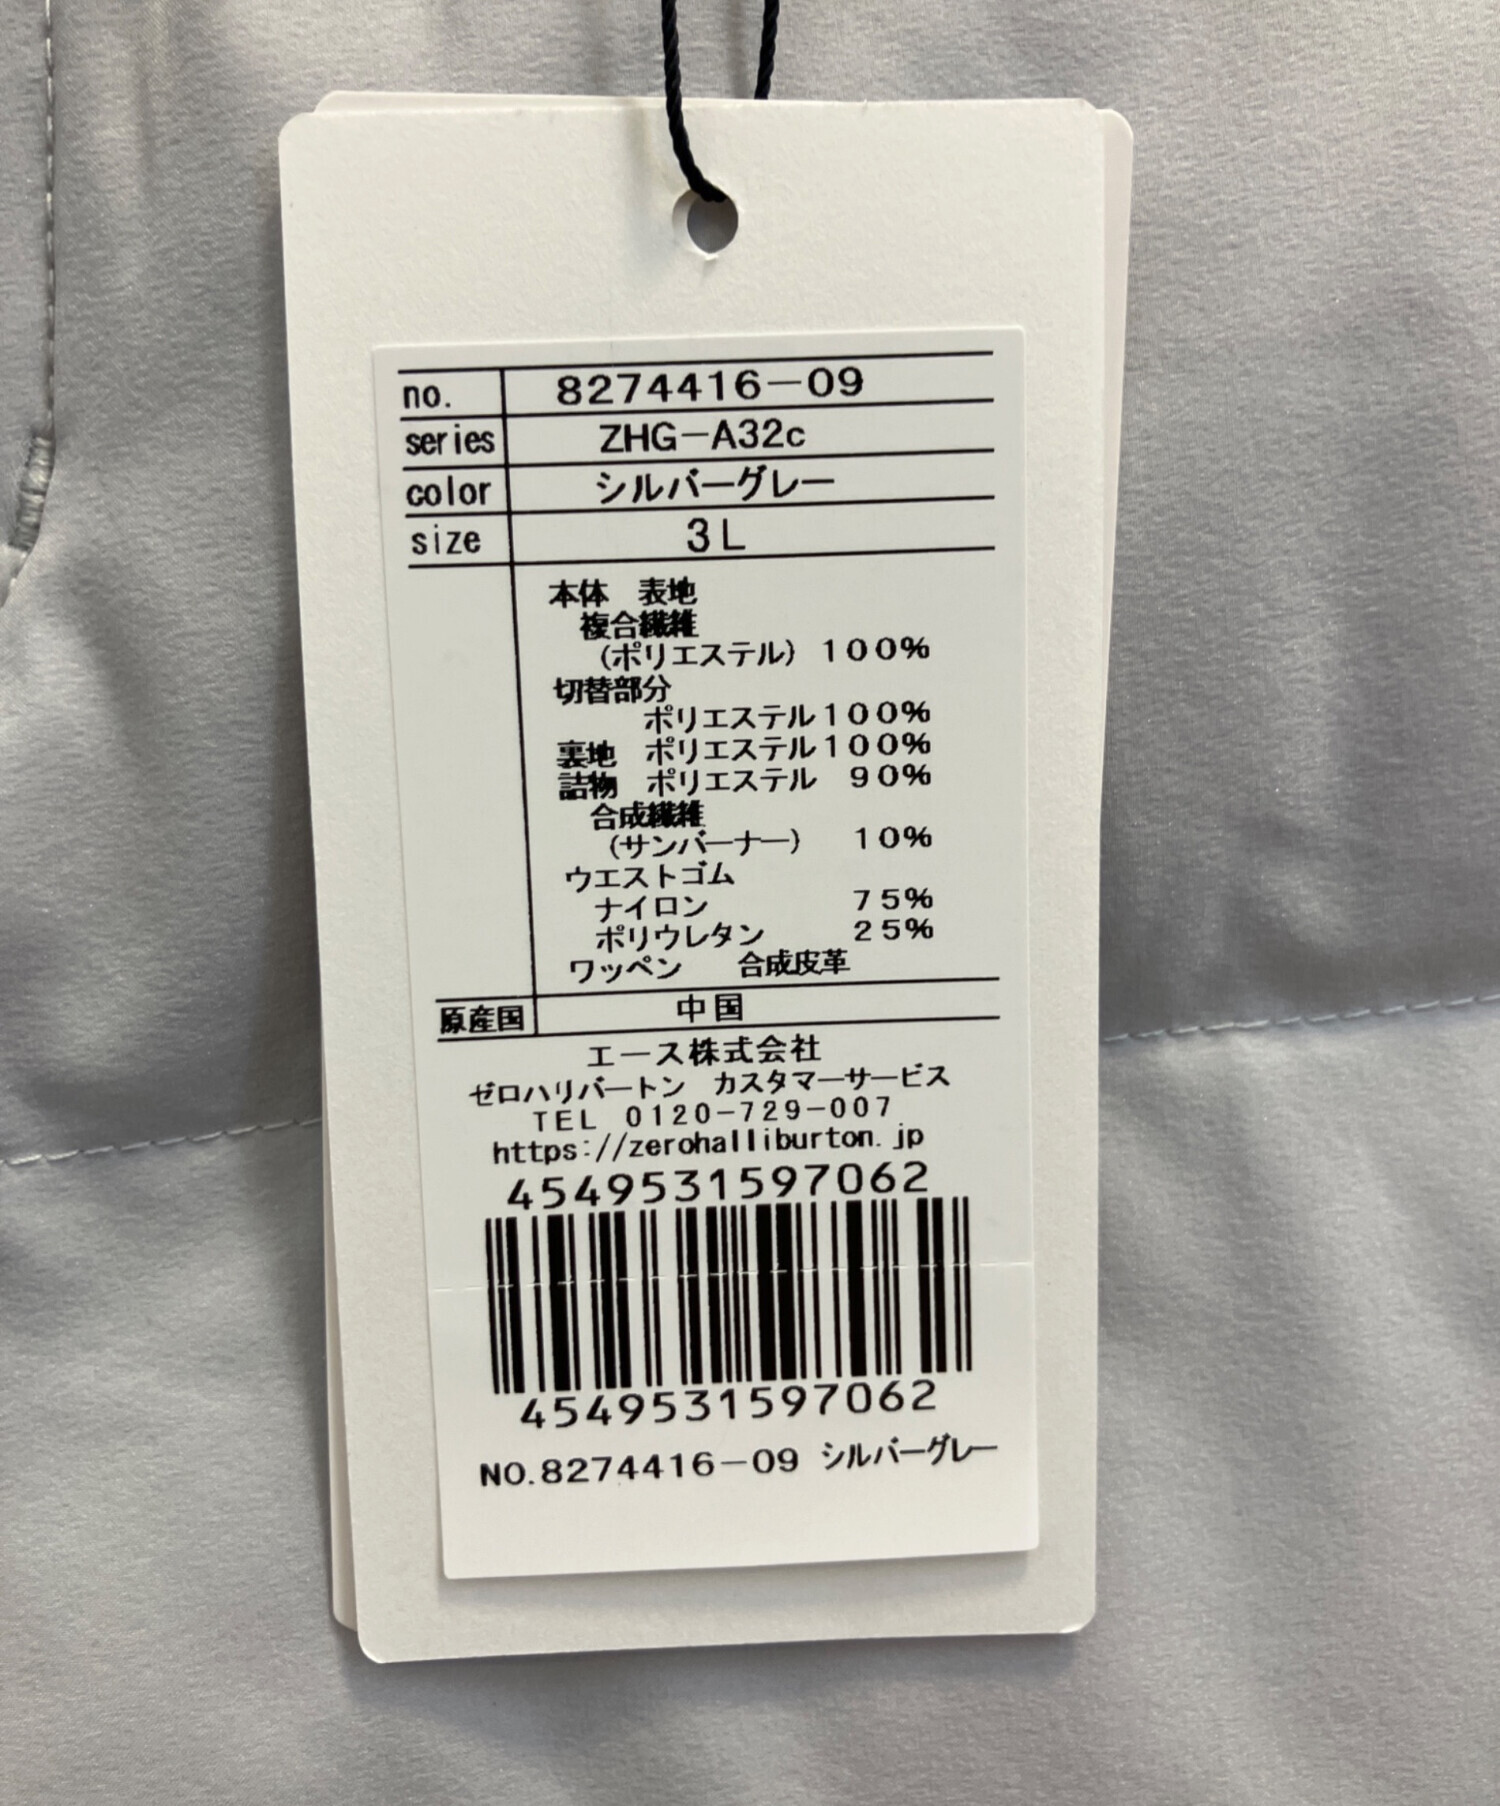 no. 8274416-09
series ZHG-A32c
color シルバーグレー
size 3L
本体 表地
複合繊維
(ポリエステル) 100%
切替部分
ポリエステル100%
裏地 ポリエステル100%
詰物 ポリエステル 90%
合成繊維
(サンバーナー) 10%
ウエストゴム
ナイロン 75%
ポリウレタン 25%
ワッペン 合成皮革
原産国 中国
エース株式会社
ゼロハリバートン カスタマーサービス
TEL 0120-729-007
https://zerohalliburton.jp
4549531597062
4549531597062
NO.8274416-09 シルバーグレー